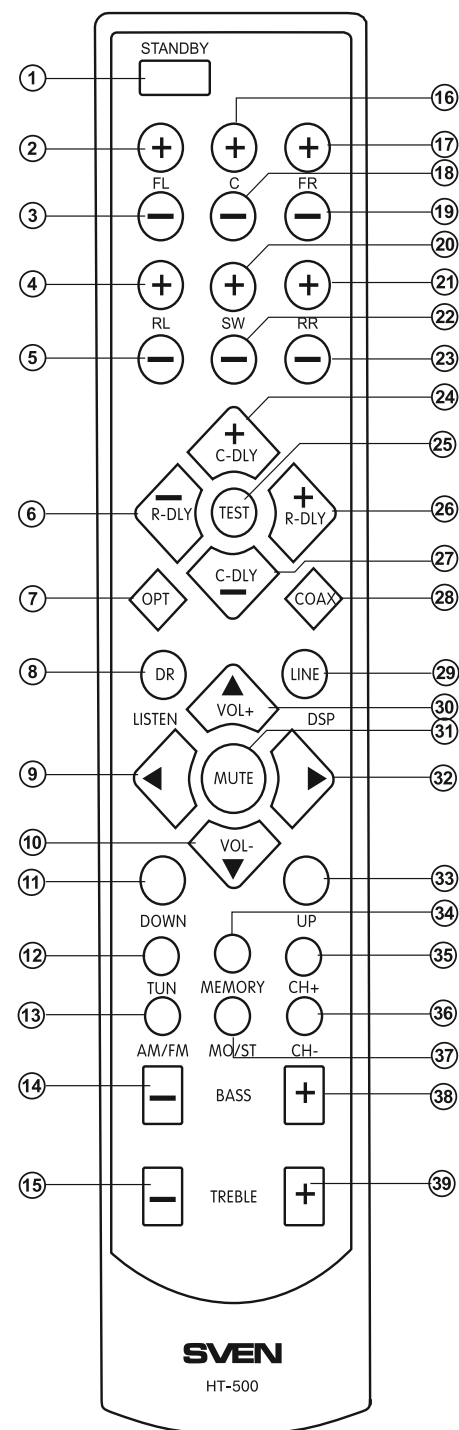 STANDBY
1
16
2
+ + +
17
18
FL C FR
3
− − −
19
20
4
+ + +
21
22
RL SW RR
5
− − −
23
24
+
C-DLY
25
6
−
R-DLY
TEST
+
R-DLY
26
27
C-DLY
−
7
OPT
COAX
28
8
DR
LINE
29
30
VOL+
LISTEN
DSP
31
9
MUTE
32
10
VOL-
11
33
34
DOWN UP
12
35
TUN MEMORY CH+
13
36
AM/FM MO/ST CH-
37
14
− BASS +
38
15
− TREBLE +
39
SVEN
HT-500